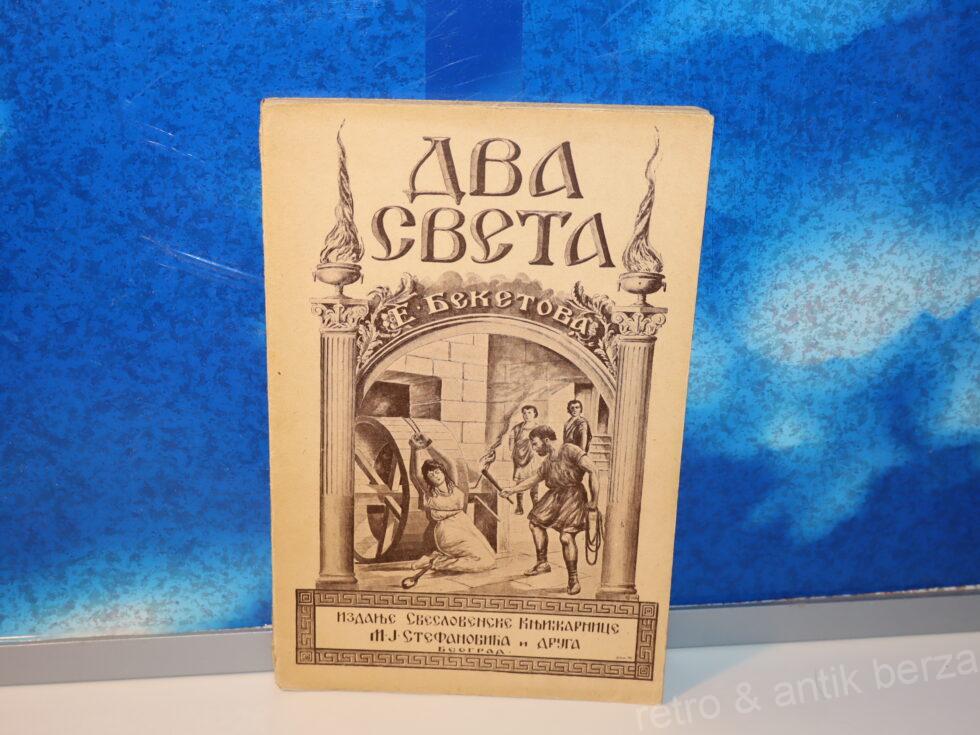 ДВА
СВЕТА
Е. БЕКЕТОВА
ИЗДАЊЕ СВЕСЛОВЕНСКЕ КЊИЖАРНИЦЕ
М.Ј. СТЕФАНОВИЋА И ДРУГА
БЕОГРАД.
retro & antik berza